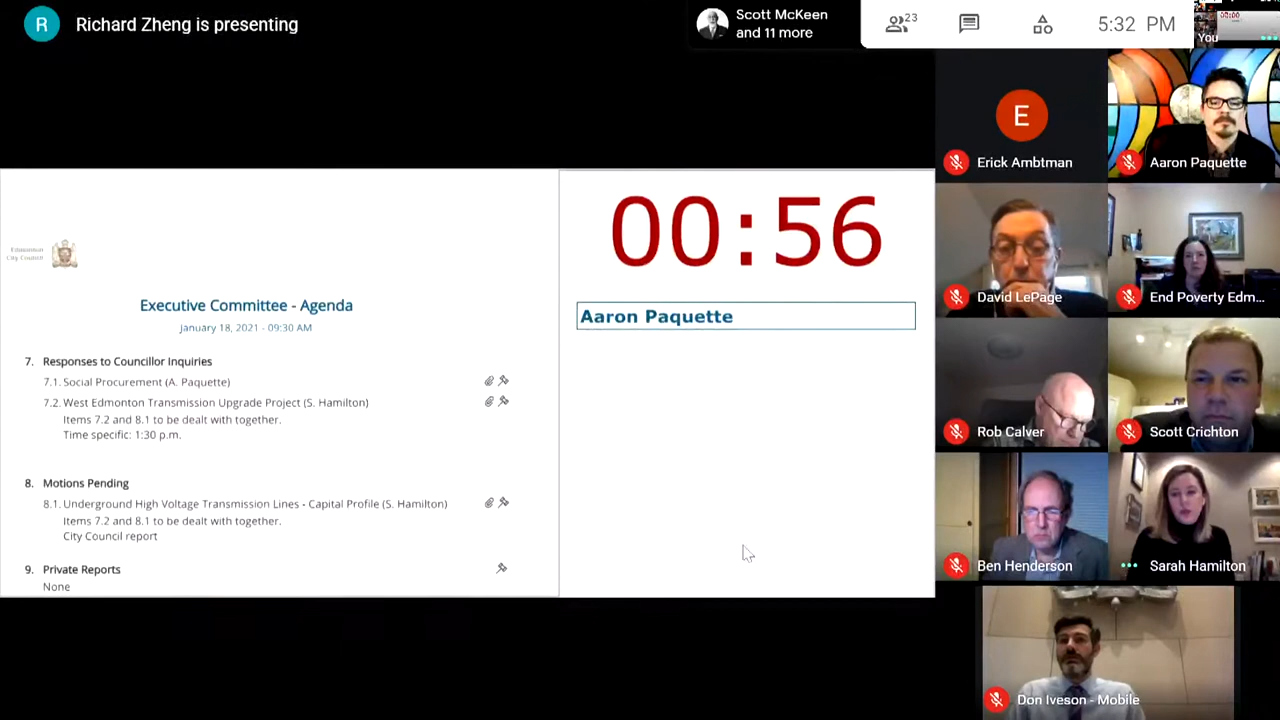 R
Richard Zheng is presenting
Scott McKeen
and 11 more
23
5:32 PM
You
Edmonton
City Council
Executive Committee - Agenda
January 18, 2021 - 09:30 AM
7. Responses to Councillor Inquiries
7.1. Social Procurement (A. Paquette)
7.2. West Edmonton Transmission Upgrade Project (S. Hamilton)
Items 7.2 and 8.1 to be dealt with together.
Time specific: 1:30 p.m.
8. Motions Pending
8.1. Underground High Voltage Transmission Lines - Capital Profile (S. Hamilton)
Items 7.2 and 8.1 to be dealt with together.
City Council report
9. Private Reports
None
00:56
Aaron Paquette
E
Erick Ambtman
Aaron Paquette
David LePage
End Poverty Edm...
Rob Calver
Scott Crichton
Ben Henderson
Sarah Hamilton
Don Iveson - Mobile